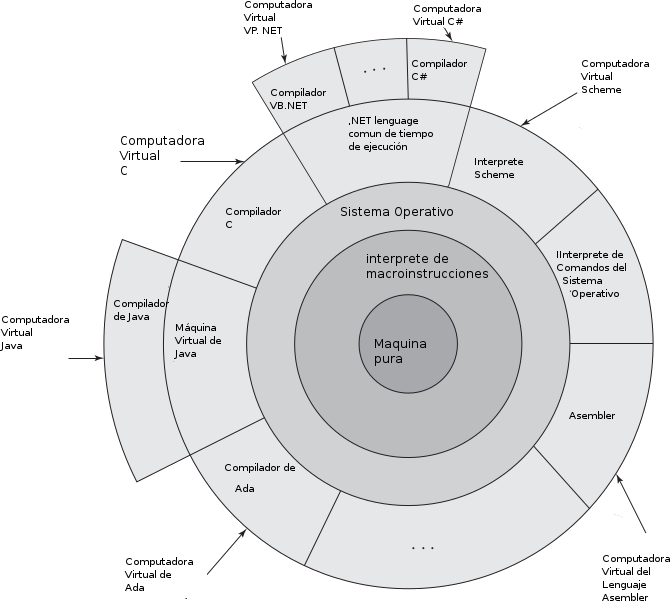 Computadora
Virtual
VP. NET
Computadora
Virtual C#
Compilador
VB.NET
. . .
Compilador
C#
Computadora
Virtual
Scheme
.NET lenguage
comun de tiempo
de ejecución
Computadora
Virtual
C
Interprete
Scheme
Compilador
C
Sistema Operativo
IInterprete de
Comandos del
Sistema
Operativo
interprete de
macroinstrucciones
Compilador
de Java
Máquina
Virtual de
Java
Computadora
Virtual
Java
Maquina
pura
Asembler
Compilador de
Ada
. . .
Computadora
Virtual de
Ada
Computadora
Virtual del
Lenguaje
Asembler